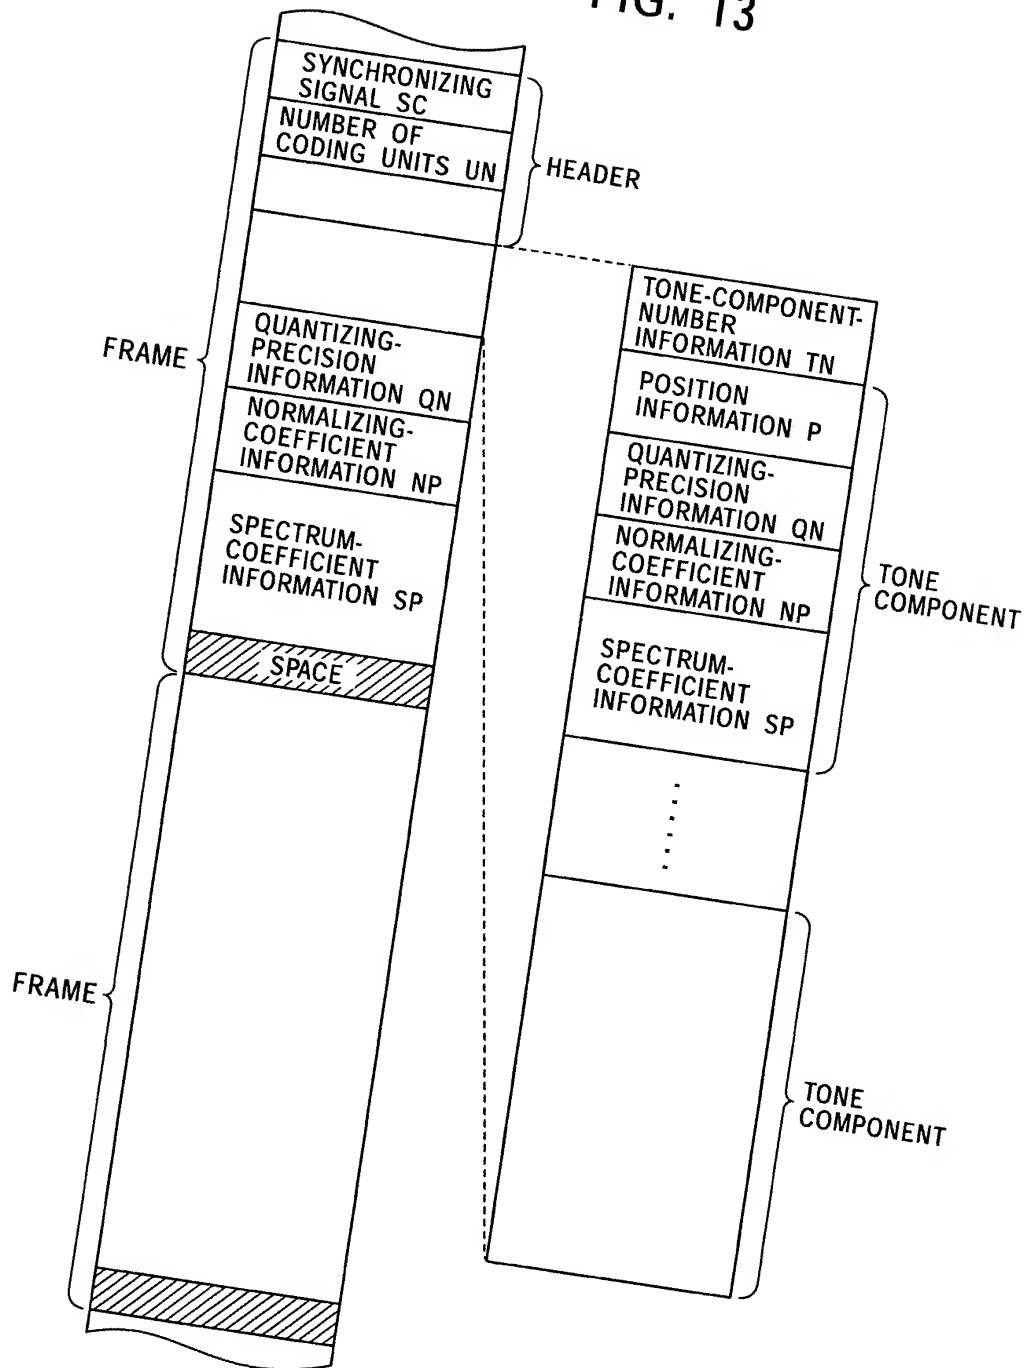 FIG. 13
SYNCHRONIZING
SIGNAL SC
NUMBER OF
CODING UNITS UN
HEADER
FRAME
QUANTIZING-
PRECISION
INFORMATION QN
NORMALIZING-
COEFFICIENT
INFORMATION NP
SPECTRUM-
COEFFICIENT
INFORMATION SP
SPACE
FRAME
TONE-COMPONENT-
NUMBER
INFORMATION TN
POSITION
INFORMATION P
QUANTIZING-
PRECISION
INFORMATION QN
NORMALIZING-
COEFFICIENT
INFORMATION NP
SPECTRUM-
COEFFICIENT
INFORMATION SP
TONE
COMPONENT
TONE
COMPONENT